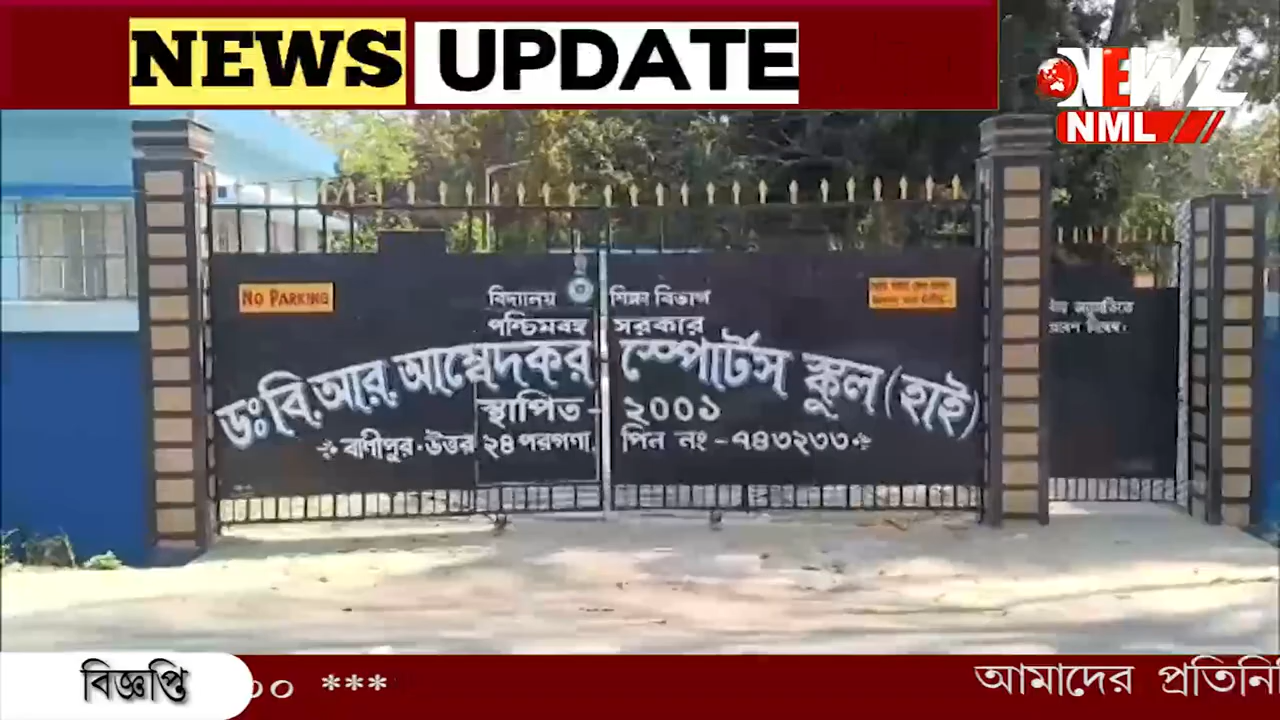 NEWS UPDATE
NEWZ
NML
NO PARKING
বিদ্যালয় শিক্ষা বিভাগ
পশ্চিমবঙ্গ সরকার
ডঃ বি. আর. আম্বেদকর স্পোর্টস স্কুল (হাই)
স্থাপিত - ২০০১
বাণীপুর - উত্তর ২৪ পরগণা. পিন নং - ৭৪৩২৩৩
বিজ্ঞপ্তি
০০ ***
আমাদের প্রতিনি